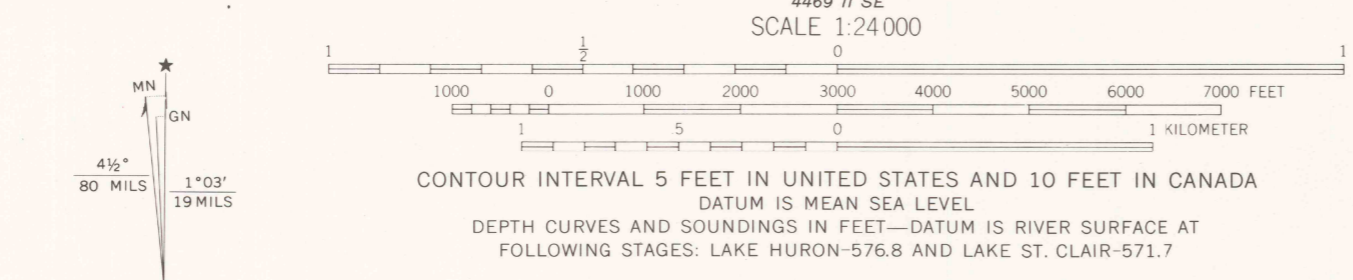 4469 II SE
SCALE 1:24000
1 ½ 0 1
1000 0 1000 2000 3000 4000 5000 6000 7000 FEET
1 .5 0 1 KILOMETER
★
MN
GN
4½°
80 MILS
1°03′
19 MILS
CONTOUR INTERVAL 5 FEET IN UNITED STATES AND 10 FEET IN CANADA
DATUM IS MEAN SEA LEVEL
DEPTH CURVES AND SOUNDINGS IN FEET—DATUM IS RIVER SURFACE AT
FOLLOWING STAGES: LAKE HURON-576.8 AND LAKE ST. CLAIR-571.7